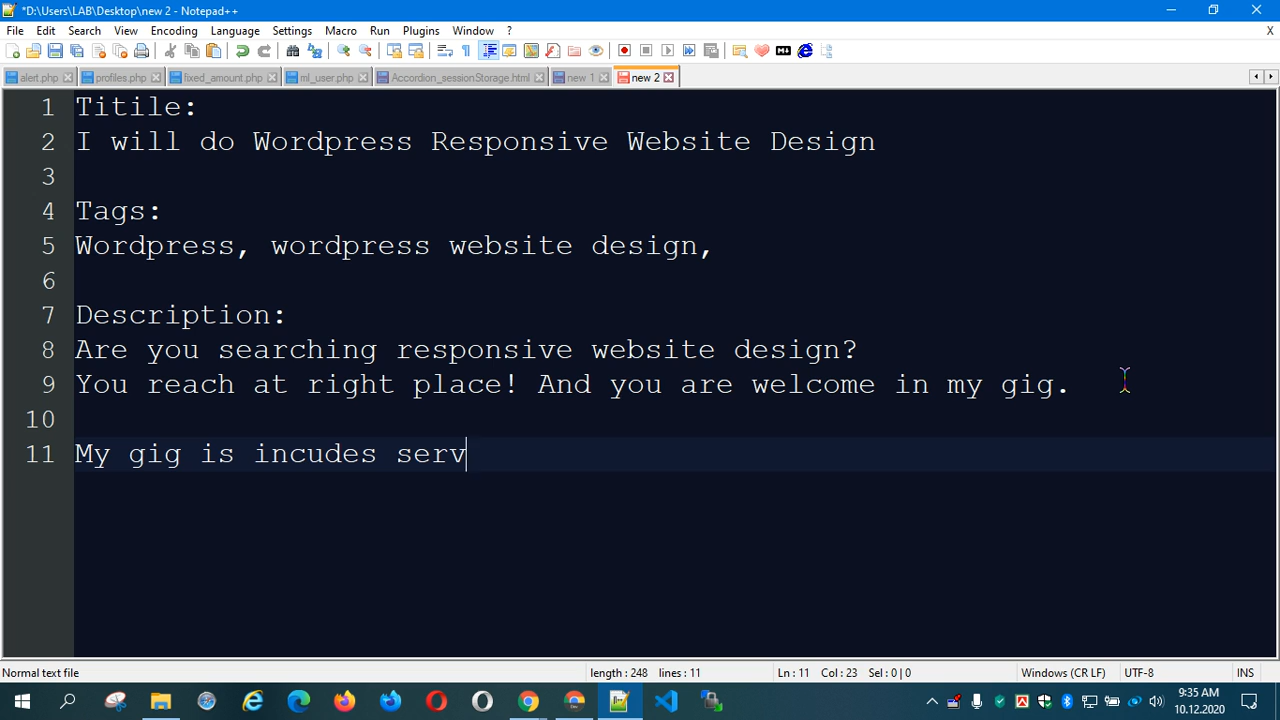 *D:\Users\LAB\Desktop\new 2 - Notepad++
File Edit Search View Encoding Language Settings Macro Run Plugins Window ? X
alert.php profiles.php fixed_amount.php ml_user.php Accordion_sessionStorage.html new 1 new 2
1 Titile:
2 I will do Wordpress Responsive Website Design
3
4 Tags:
5 Wordpress, wordpress website design,
6
7 Description:
8 Are you searching responsive website design?
9 You reach at right place! And you are welcome in my gig.
10
11 My gig is incudes serv
Normal text file length : 248 lines : 11 Ln : 11 Col : 23 Sel : 0 | 0 Windows (CR LF) UTF-8 INS
9:35 AM
10.12.2020